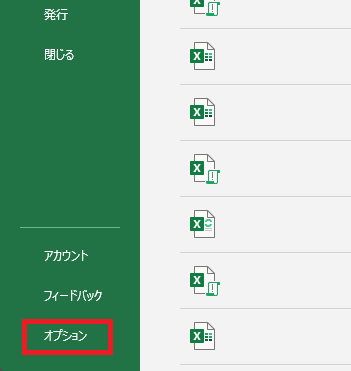 発行
閉じる
アカウント
フィードバック
オプション